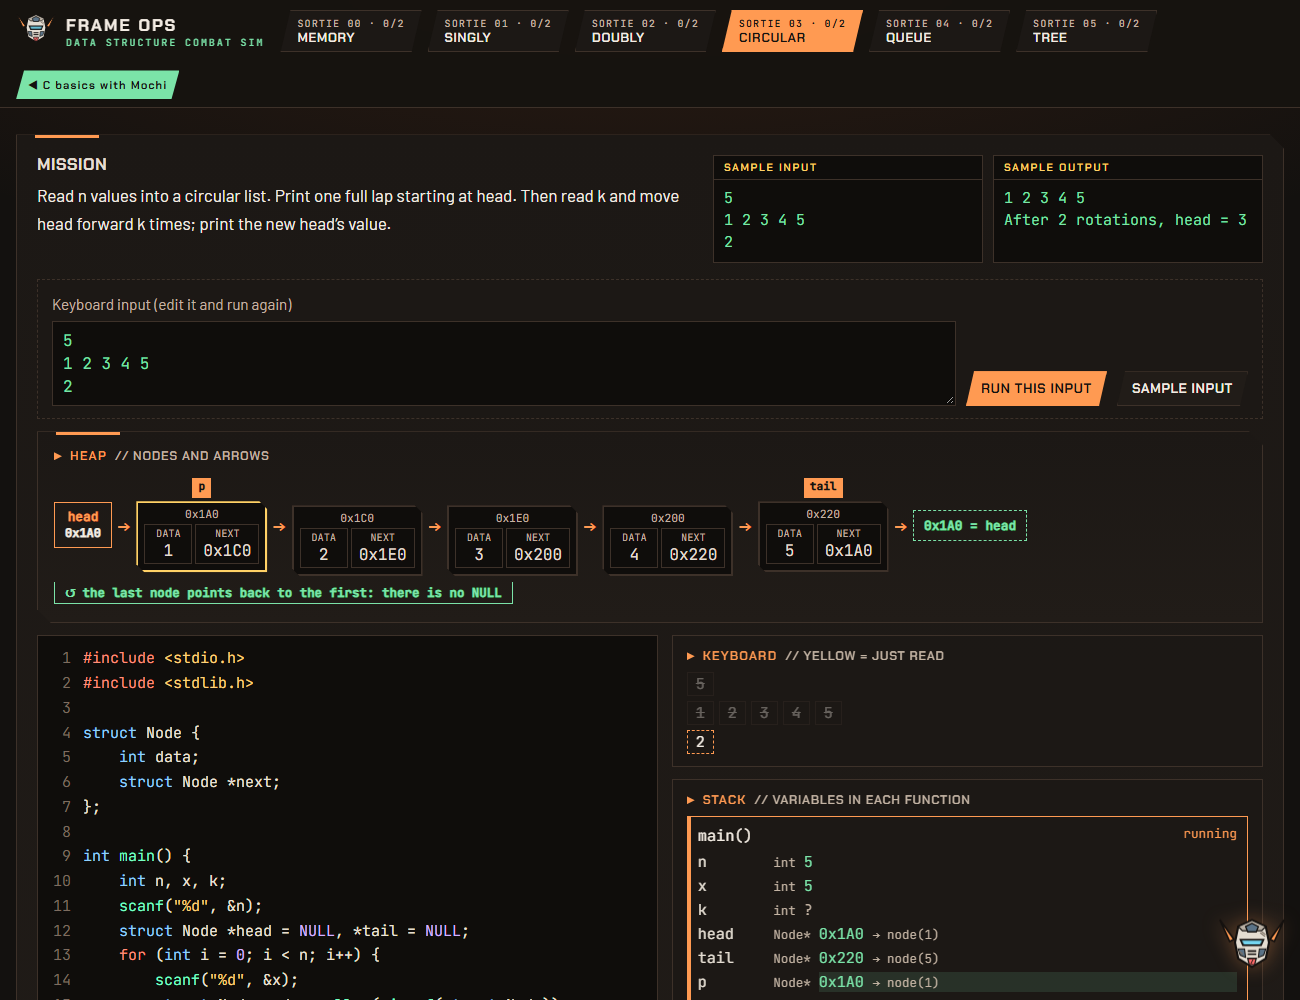 FRAME OPS
DATA STRUCTURE COMBAT SIM
SORTIE 00 · 0/2
MEMORY
SORTIE 01 · 0/2
SINGLY
SORTIE 02 · 0/2
DOUBLY
SORTIE 03 · 0/2
CIRCULAR
SORTIE 04 · 0/2
QUEUE
SORTIE 05 · 0/2
TREE
◀ C basics with Mochi
MISSION
Read n values into a circular list. Print one full lap starting at head. Then read k and move
head forward k times; print the new head's value.
SAMPLE INPUT
5
1 2 3 4 5
2
SAMPLE OUTPUT
1 2 3 4 5
After 2 rotations, head = 3
Keyboard input (edit it and run again)
5
1 2 3 4 5
2
RUN THIS INPUT
SAMPLE INPUT
▶ HEAP // NODES AND ARROWS
p
tail
head
0x1A0
→
0x1A0
DATA NEXT
1 0x1C0
→
0x1C0
DATA NEXT
2 0x1E0
→
0x1E0
DATA NEXT
3 0x200
→
0x200
DATA NEXT
4 0x220
→
0x220
DATA NEXT
5 0x1A0
→
0x1A0 = head
↺ the last node points back to the first: there is no NULL
1 #include <stdio.h>
2 #include <stdlib.h>
3
4 struct Node {
5 int data;
6 struct Node *next;
7 };
8
9 int main() {
10 int n, x, k;
11 scanf("%d", &n);
12 struct Node *head = NULL, *tail = NULL;
13 for (int i = 0; i < n; i++) {
14 scanf("%d", &x);
▶ KEYBOARD // YELLOW = JUST READ
5
1 2 3 4 5
2
▶ STACK // VARIABLES IN EACH FUNCTION
main() running
n int 5
x int 5
k int ?
head Node* 0x1A0 → node(1)
tail Node* 0x220 → node(5)
p Node* 0x1A0 → node(1)